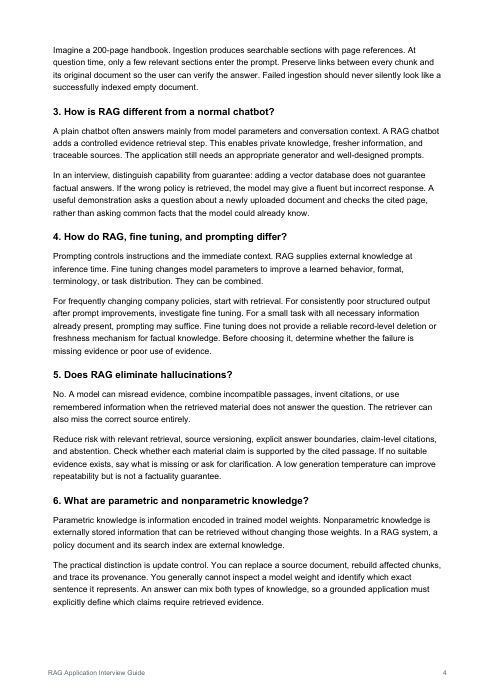 Imagine a 200-page handbook. Ingestion produces searchable sections with page references. At
question time, only a few relevant sections enter the prompt. Preserve links between every chunk and
its original document so the user can verify the answer. Failed ingestion should never silently look like a
successfully indexed empty document.
3. How is RAG different from a normal chatbot?
A plain chatbot often answers mainly from model parameters and conversation context. A RAG chatbot
adds a controlled evidence retrieval step. This enables private knowledge, fresher information, and
traceable sources. The application still needs an appropriate generator and well-designed prompts.
In an interview, distinguish capability from guarantee: adding a vector database does not guarantee
factual answers. If the wrong policy is retrieved, the model may give a fluent but incorrect response. A
useful demonstration asks a question about a newly uploaded document and checks the cited page,
rather than asking common facts that the model could already know.
4. How do RAG, fine tuning, and prompting differ?
Prompting controls instructions and the immediate context. RAG supplies external knowledge at
inference time. Fine tuning changes model parameters to improve a learned behavior, format,
terminology, or task distribution. They can be combined.
For frequently changing company policies, start with retrieval. For consistently poor structured output
after prompt improvements, investigate fine tuning. For a small task with all necessary information
already present, prompting may suffice. Fine tuning does not provide a reliable record-level deletion or
freshness mechanism for factual knowledge. Before choosing it, determine whether the failure is
missing evidence or poor use of evidence.
5. Does RAG eliminate hallucinations?
No. A model can misread evidence, combine incompatible passages, invent citations, or use
remembered information when the retrieved material does not answer the question. The retriever can
also miss the correct source entirely.
Reduce risk with relevant retrieval, source versioning, explicit answer boundaries, claim-level citations,
and abstention. Check whether each material claim is supported by the cited passage. If no suitable
evidence exists, say what is missing or ask for clarification. A low generation temperature can improve
repeatability but is not a factuality guarantee.
6. What are parametric and nonparametric knowledge?
Parametric knowledge is information encoded in trained model weights. Nonparametric knowledge is
externally stored information that can be retrieved without changing those weights. In a RAG system, a
policy document and its search index are external knowledge.
The practical distinction is update control. You can replace a source document, rebuild affected chunks,
and trace its provenance. You generally cannot inspect a model weight and identify which exact
sentence it represents. An answer can mix both types of knowledge, so a grounded application must
explicitly define which claims require retrieved evidence.
RAG Application Interview Guide
4